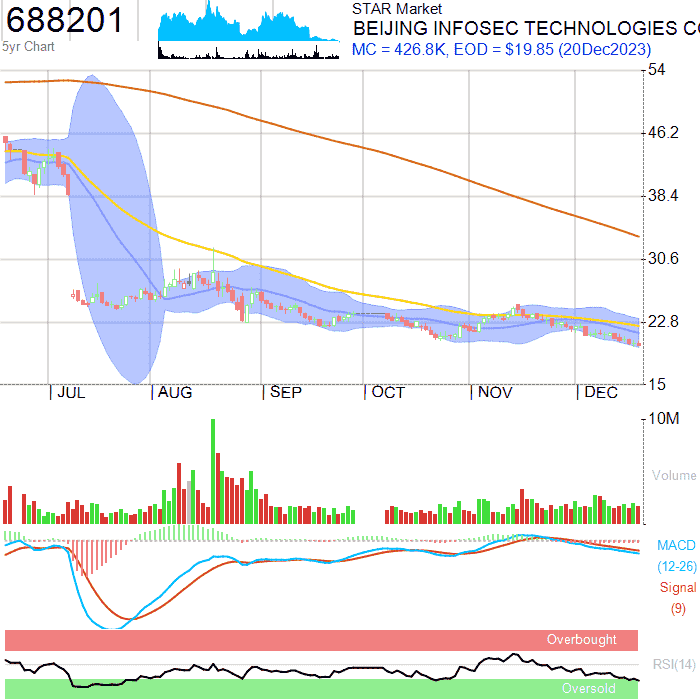 688201
5yr Chart
STAR Market
BEIJING INFOSEC TECHNOLOGIES
MC = 426.8K, EOD = $19.85 (20Dec2023)
54
46.2
38.4
30.6
22.8
15
JUL AUG SEP OCT NOV DEC
10M
Volume
MACD
(12-26)
Signal
(9)
Overbought
RSI(14)
Oversold